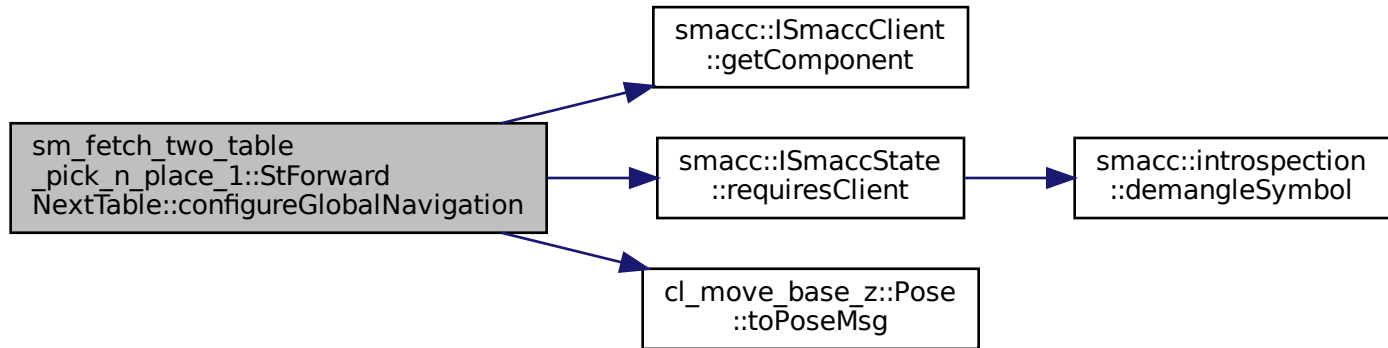 sm_fetch_two_table
_pick_n_place_1::StForward
NextTable::configureGlobalNavigation
smacc::ISmaccClient
::getComponent
smacc::ISmaccState
::requiresClient
smacc::introspection
::demangleSymbol
cl_move_base_z::Pose
::toPoseMsg